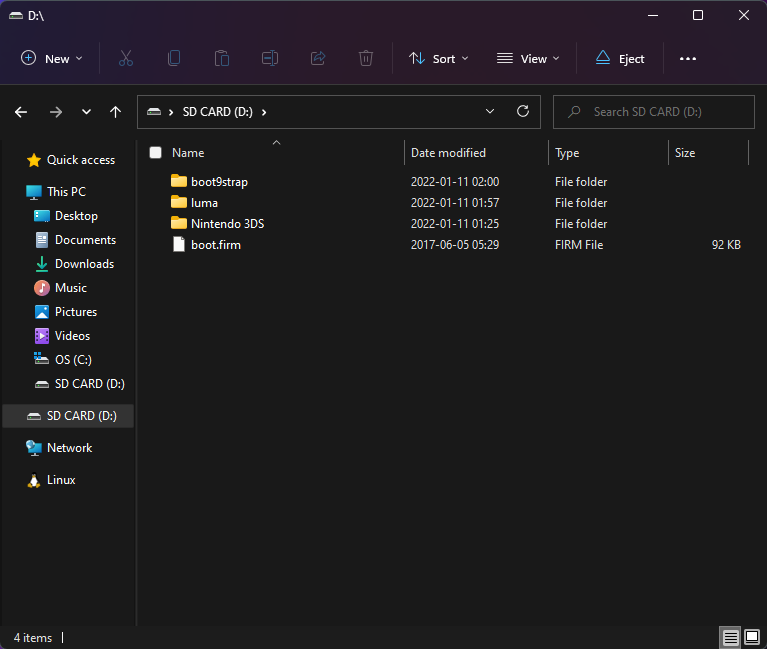 D:\
New
Sort
View
Eject
SD CARD (D:)
Search SD CARD (D:)
Quick access
This PC
Desktop
Documents
Downloads
Music
Pictures
Videos
OS (C:)
SD CARD (D:)
SD CARD (D:)
Network
Linux
Name Date modified Type Size
boot9strap 2022-01-11 02:00 File folder
luma 2022-01-11 01:57 File folder
Nintendo 3DS 2022-01-11 01:25 File folder
boot.firm 2017-06-05 05:29 FIRM File 92 KB
4 items